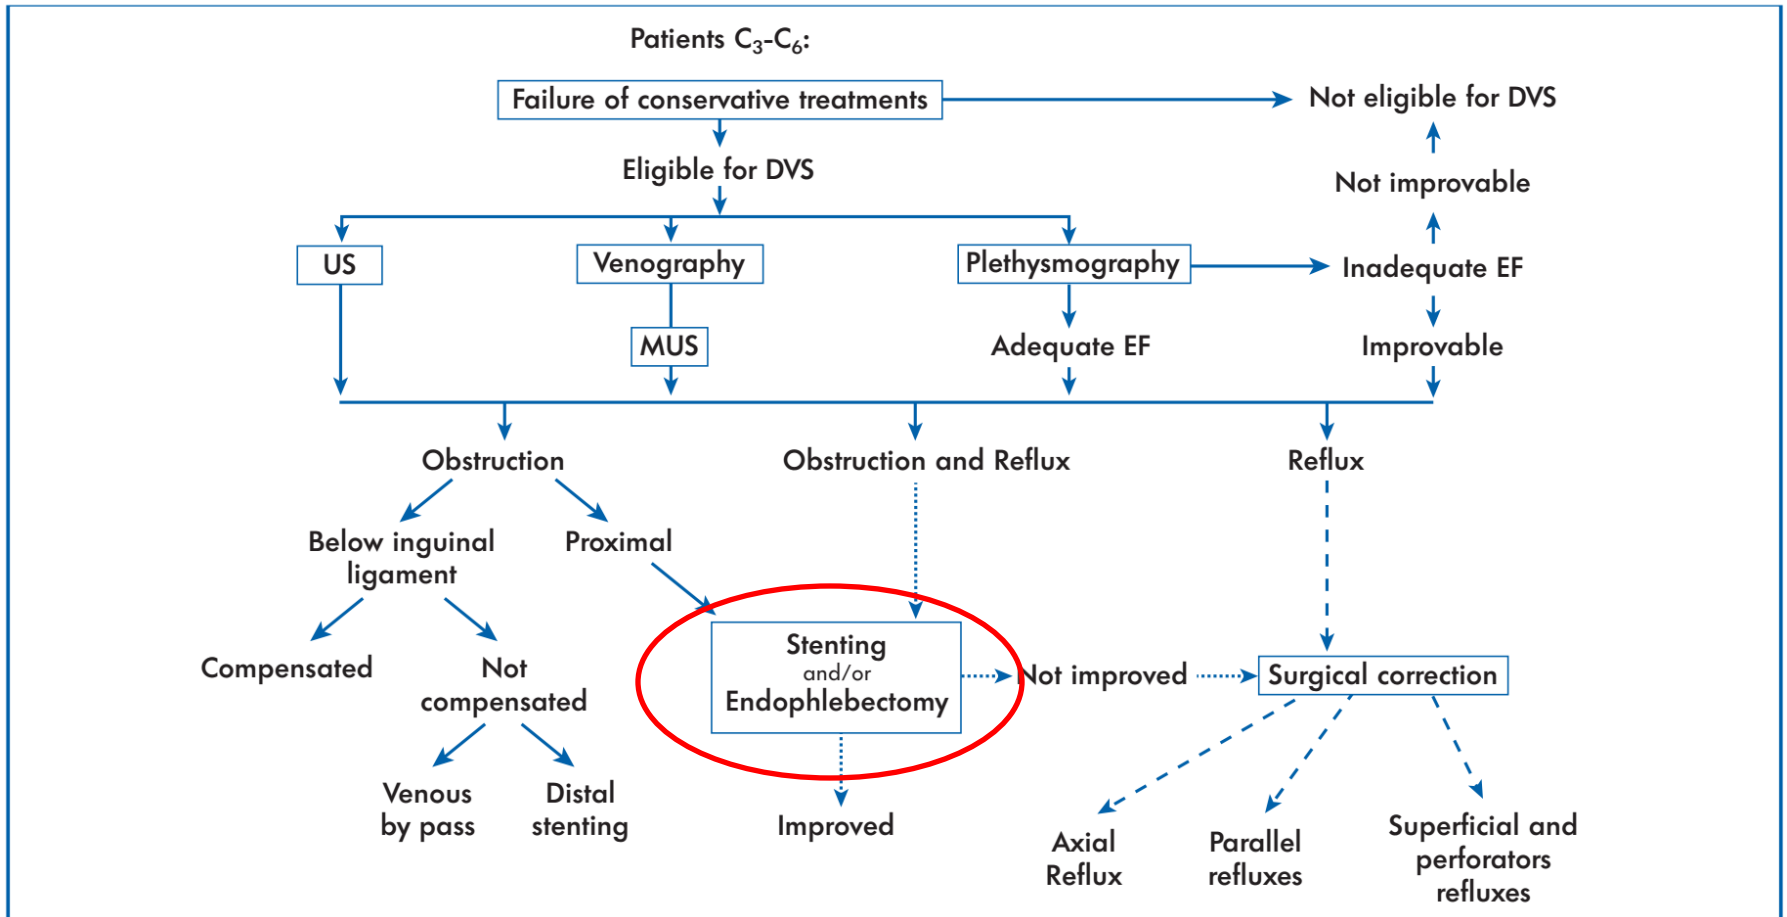 Patients C₃-C₆:
Failure of conservative treatments
Not eligible for DVS
Eligible for DVS
Not improvable
US
Venography
Plethysmography
Inadequate EF
MUS
Adequate EF
Improvable
Obstruction
Obstruction and Reflux
Reflux
Below inguinal
ligament
Proximal
Compensated
Not
compensated
Stenting
and/or
Endophlebectomy
Not improved
Surgical correction
Venous
by pass
Distal
stenting
Improved
Axial
Reflux
Parallel
refluxes
Superficial and
perforators
refluxes